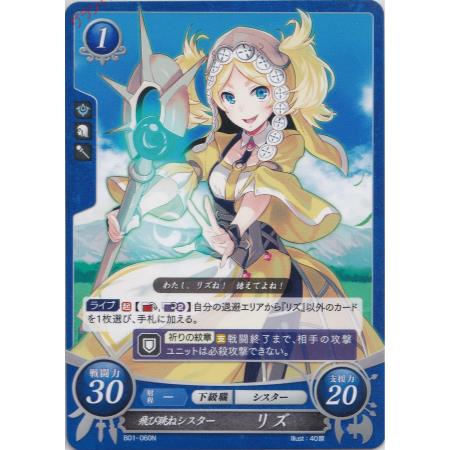 1
わたし、リズね! 憶えてよね!
ライブ 起【 、 2】自分の退避エリアから『リズ』以外のカード
を1枚選び、手札に加える。
祈りの紋章 支 戦闘終了まで、相手の攻撃
ユニットは必殺攻撃できない。
戦闘力
30
射程 ー 下級職 シスター
支援力
20
飛び跳ねシスター リズ
B01-060N Illust:40原